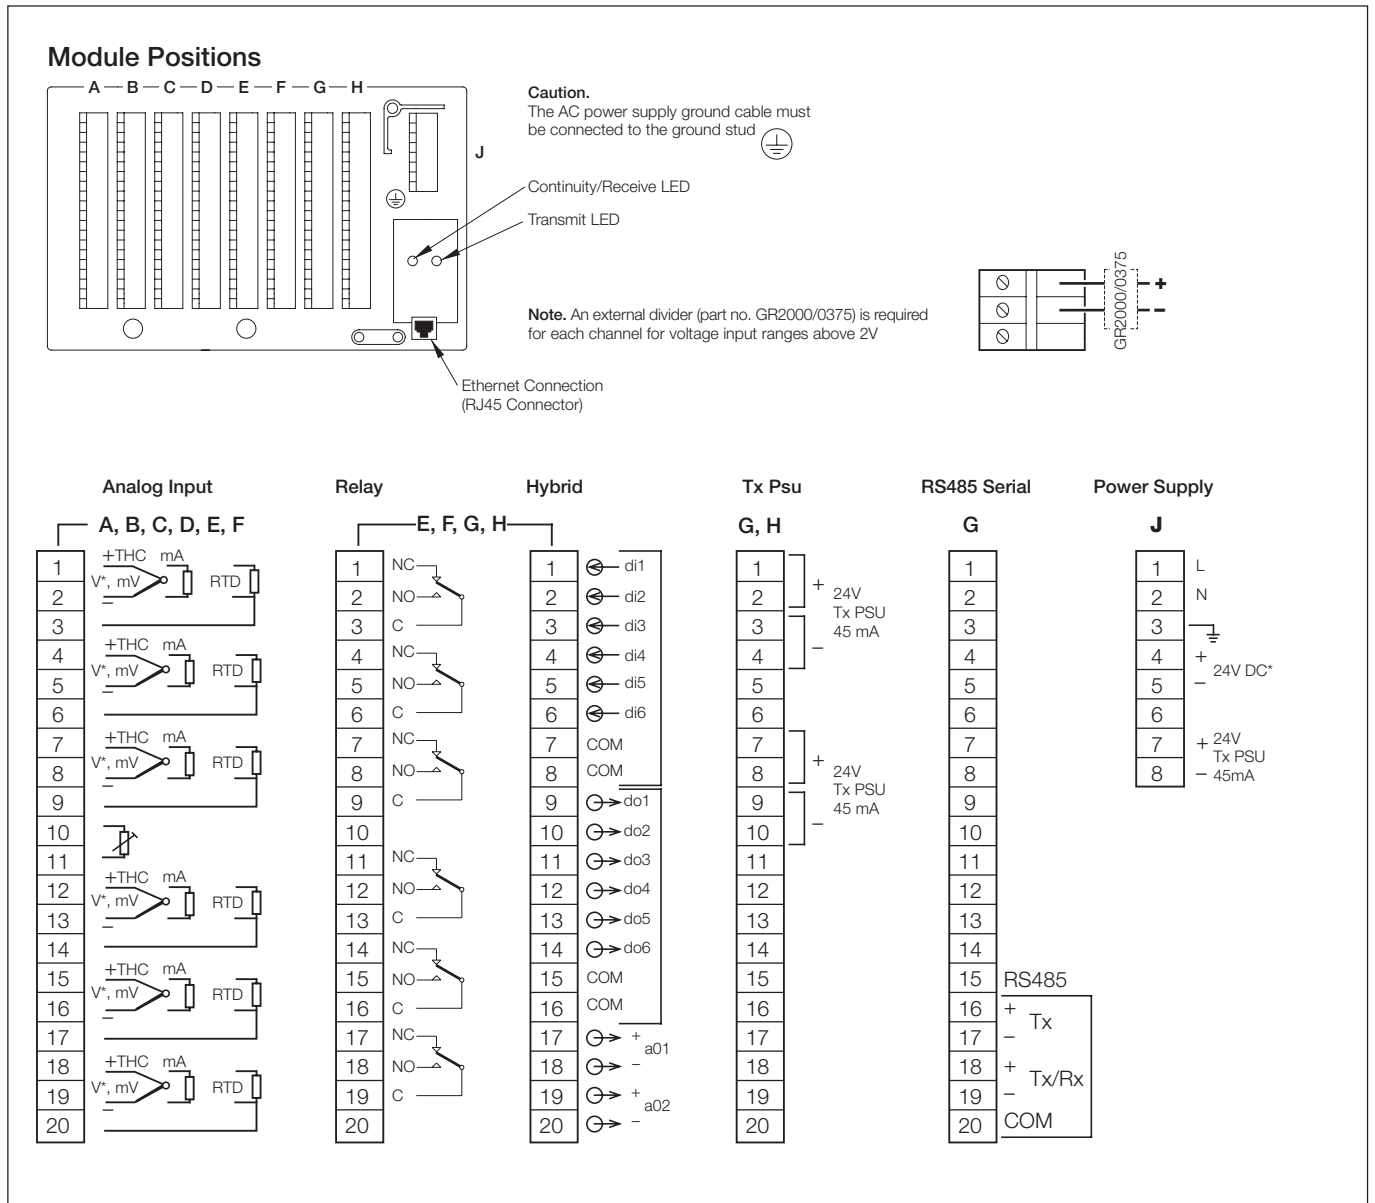 Module Positions
A B C D E F G H
J
Caution.
The AC power supply ground cable must
be connected to the ground stud
Continuity/Receive LED
Transmit LED
Note. An external divider (part no. GR2000/0375) is required
for each channel for voltage input ranges above 2V
GR2000/0375
+
–
Ethernet Connection
(RJ45 Connector)
Analog Input
A, B, C, D, E, F
1
2
3
4
5
6
7
8
9
10
11
12
13
14
15
16
17
18
19
20
+THC mA
V*, mV RTD
–
+THC mA
V*, mV RTD
–
+THC mA
V*, mV RTD
–
+THC mA
V*, mV RTD
–
+THC mA
V*, mV RTD
–
+THC mA
V*, mV RTD
–
Relay
Hybrid
E, F, G, H
1 NC
2 NO
3 C
4 NC
5 NO
6 C
7 NC
8 NO
9 C
10
11 NC
12 NO
13 C
14 NC
15 NO
16 C
17 NC
18 NO
19 C
20
1 di1
2 di2
3 di3
4 di4
5 di5
6 di6
7 COM
8 COM
9 do1
10 do2
11 do3
12 do4
13 do5
14 do6
15 COM
16 COM
17 +
a01
18 –
19 +
a02
20 –
Tx Psu
G, H
1
2
3
4
5
6
7
8
9
10
11
12
13
14
15
16
17
18
19
20
+
24V
Tx PSU
45 mA
–
+
24V
Tx PSU
45 mA
–
RS485 Serial
G
1
2
3
4
5
6
7
8
9
10
11
12
13
14
15 RS485
16 +
Tx
17 –
18 +
Tx/Rx
19 –
20 COM
Power Supply
J
1 L
2 N
3
4 +
24V DC*
5 –
6
7 + 24V
Tx PSU
8 – 45mA